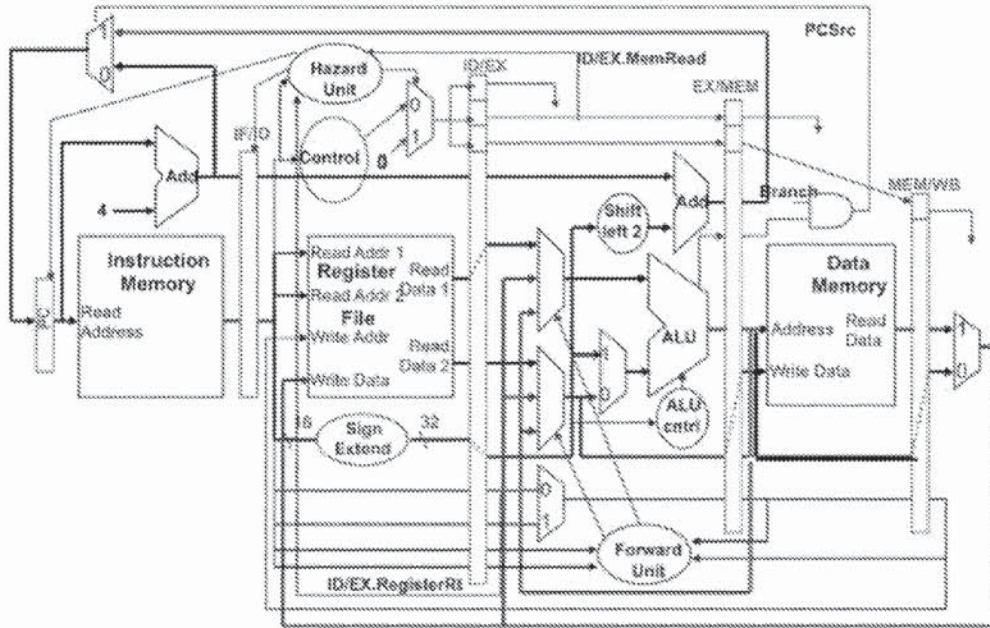 1
0
PCSrc
Hazard
Unit
ID/EX
ID/EX.MemRead
EX/MEM
0
1
IF/ID
Control
0
Add
4
Shift
left 2
Add
Branch
MEM/WB
Instruction
Memory
Read
Address
PC
Read Addr 1
Register
Read
Data 1
Read Addr 2
File
Write Addr
Read
Data 2
Write Data
ALU
1
0
ALU
cntrl
Data
Memory
Address
Read
Data
Write Data
1
0
16
Sign
Extend
32
0
1
Forward
Unit
ID/EX.RegisterRt